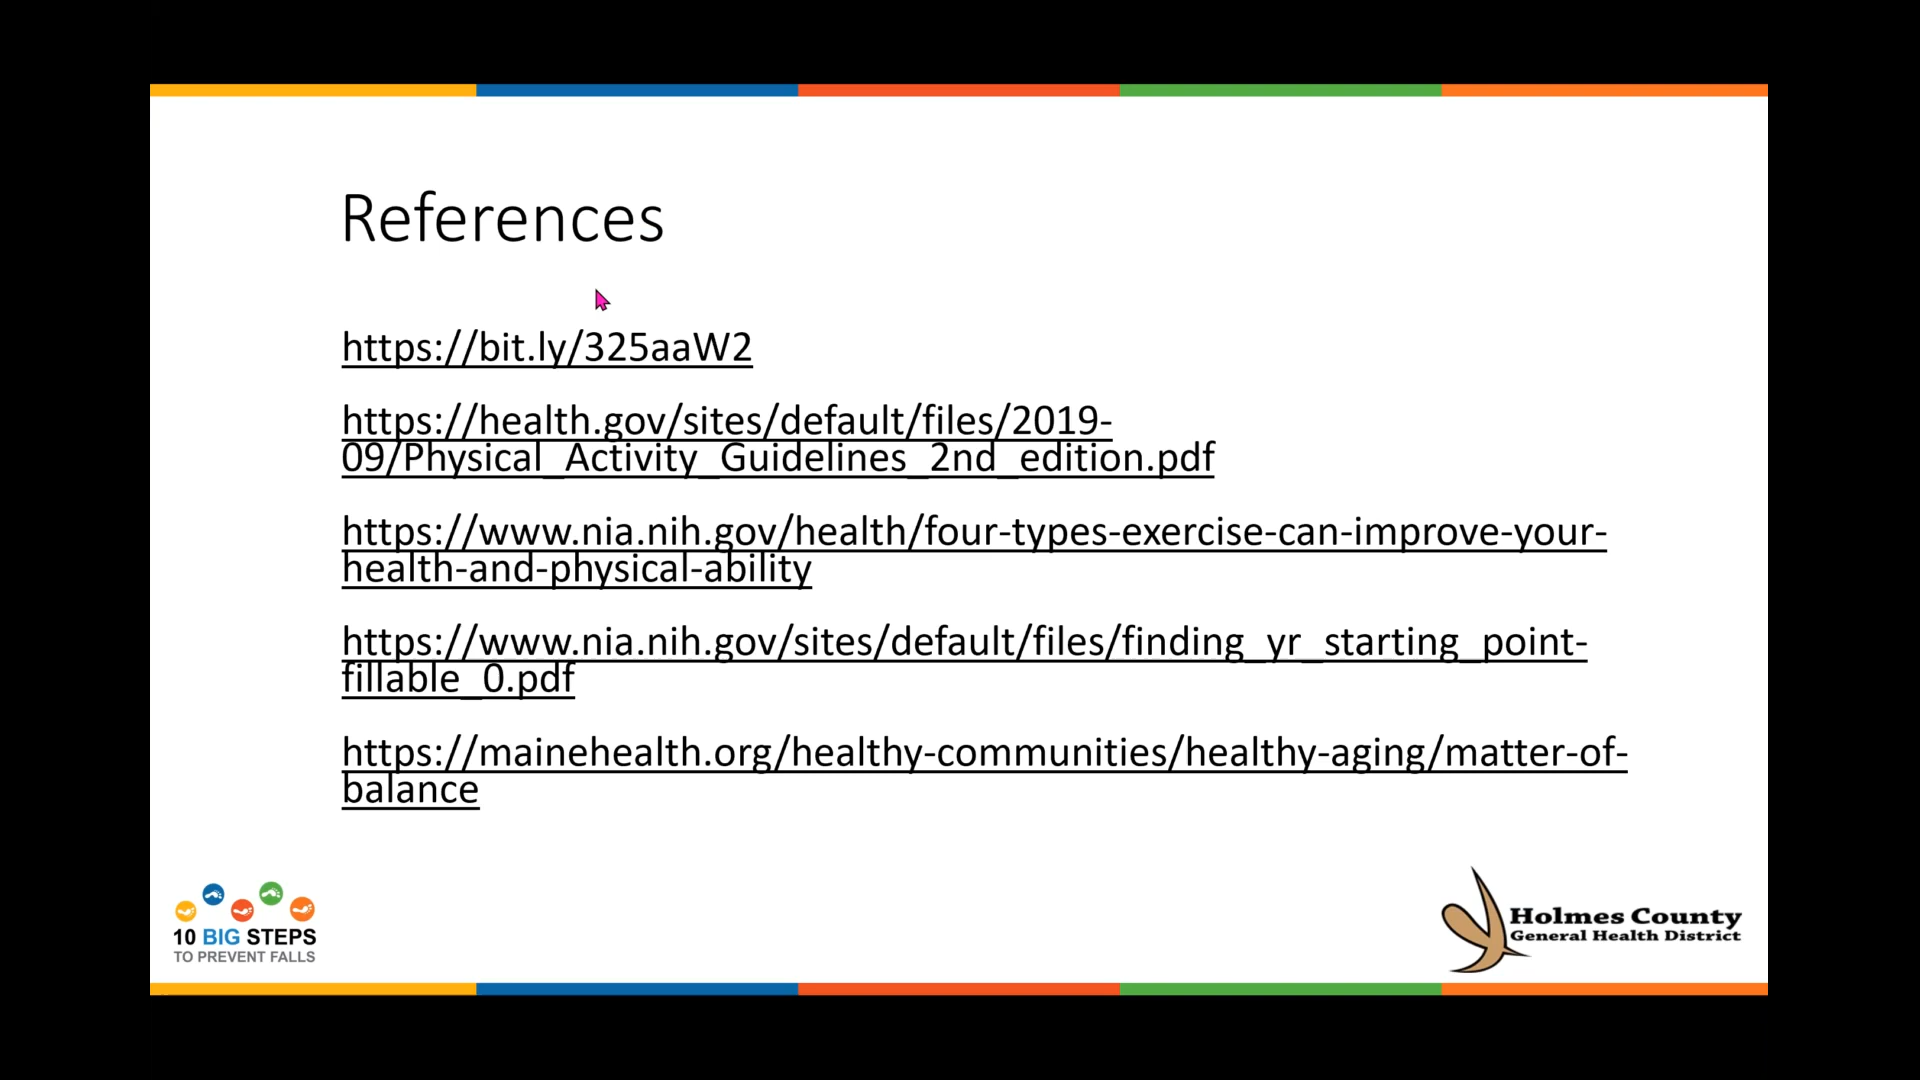 References
https://bit.ly/325aaW2
https://health.gov/sites/default/files/2019-
09/Physical_Activity_Guidelines_2nd_edition.pdf
https://www.nia.nih.gov/health/four-types-exercise-can-improve-your-
health-and-physical-ability
https://www.nia.nih.gov/sites/default/files/finding_yr_starting_point-
fillable_0.pdf
https://mainehealth.org/healthy-communities/healthy-aging/matter-of-
balance
10 BIG STEPS
TO PREVENT FALLS
Holmes County
General Health District